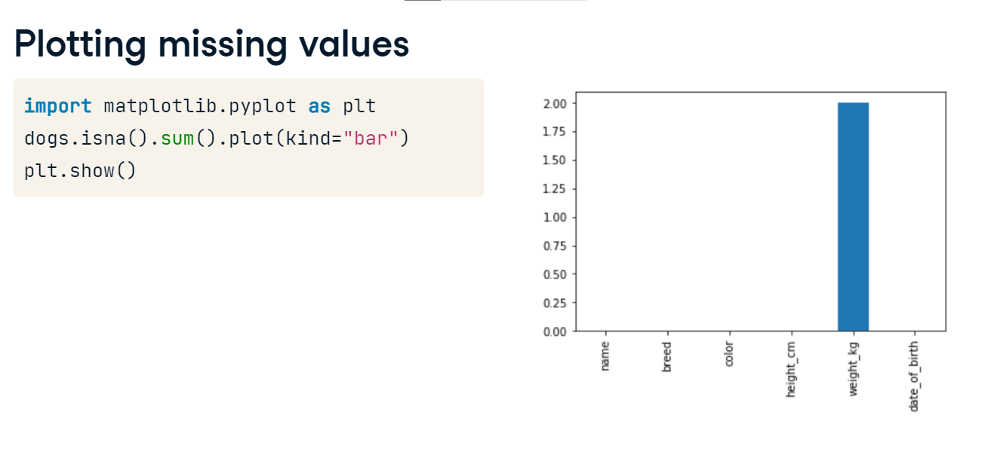 Plotting missing values
import matplotlib.pyplot as plt
dogs.isna().sum().plot(kind="bar")
plt.show()
2.00
1.75
1.50
1.25
1.00
0.75
0.50
0.25
0.00
name
breed
color
height_cm
weight_kg
date_of_birth